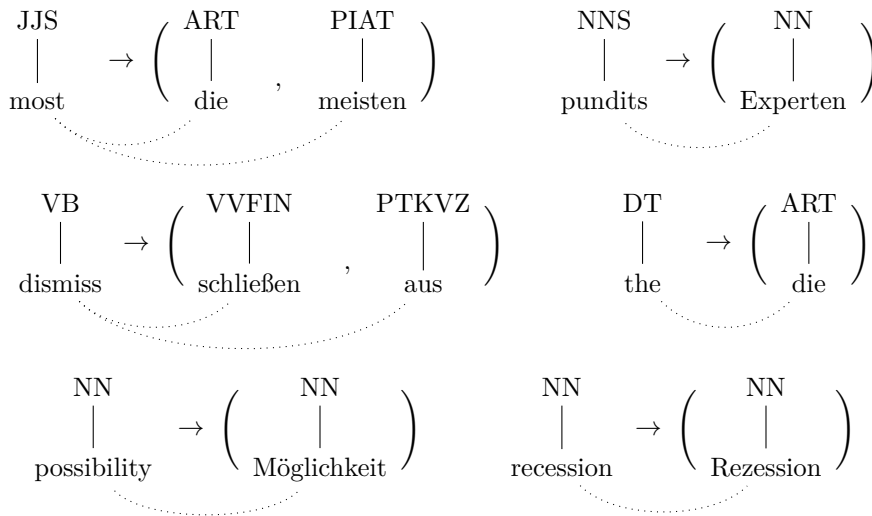 JJS → ( ART , PIAT ) NNS → ( NN )
most die meisten pundits Experten
VB → ( VVFIN , PTKVZ ) DT → ( ART )
dismiss schließen aus the die
NN → ( NN ) NN → ( NN )
possibility Möglichkeit recession Rezession